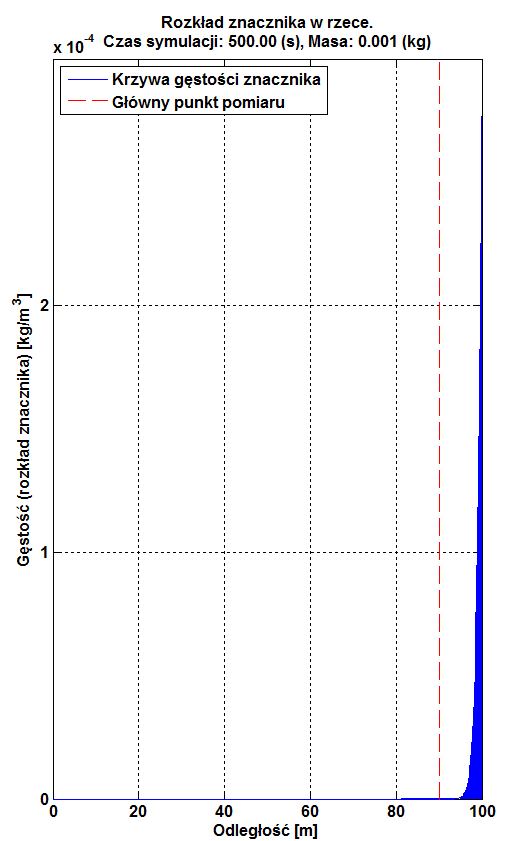 Rozkład znacznika w rzece.
Czas symulacji: 500.00 (s), Masa: 0.001 (kg)
x 10-4
Krzywa gęstości znacznika
Główny punkt pomiaru
Gęstość (rozkład znacznika) [kg/m3]
2
1
0
0 20 40 60 80 100
Odległość [m]